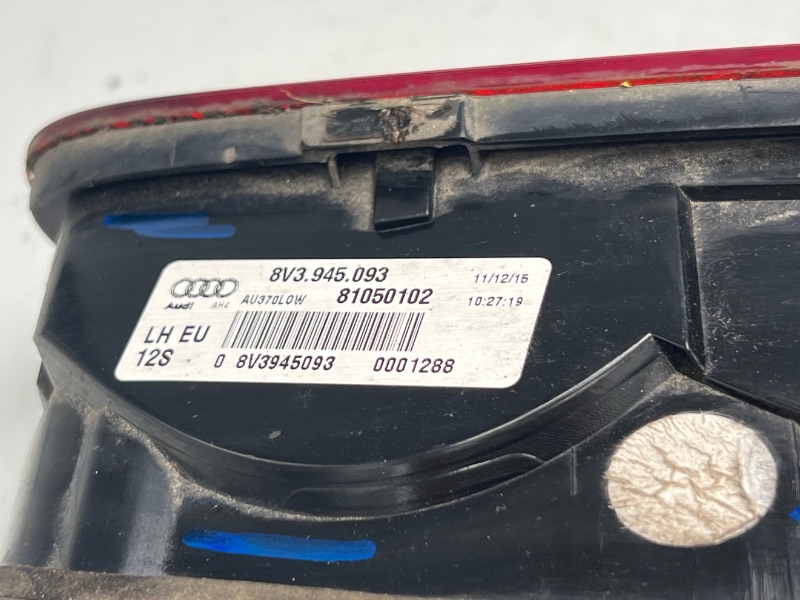 8V3.945.093 11/12/15
Audi AH4 AU370LOW 81050102 10:27:19
LH EU
12S 0 8V3945093 0001288